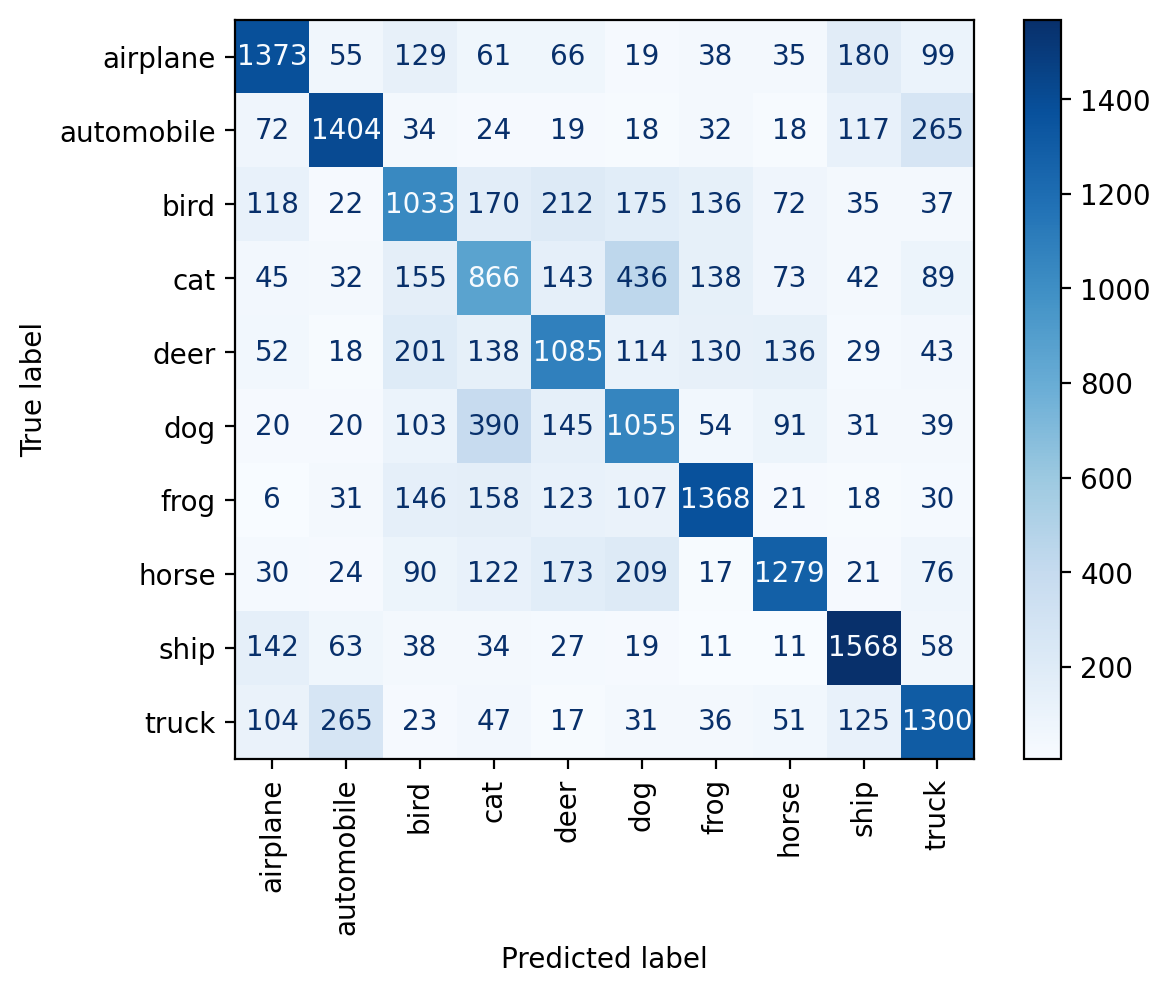 airplane 1373 55 129 61 66 19 38 35 180 99
automobile 72 1404 34 24 19 18 32 18 117 265
bird 118 22 1033 170 212 175 136 72 35 37
cat 45 32 155 866 143 436 138 73 42 89
deer 52 18 201 138 1085 114 130 136 29 43
dog 20 20 103 390 145 1055 54 91 31 39
frog 6 31 146 158 123 107 1368 21 18 30
horse 30 24 90 122 173 209 17 1279 21 76
ship 142 63 38 34 27 19 11 11 1568 58
truck 104 265 23 47 17 31 36 51 125 1300
airplane automobile bird cat deer dog frog horse ship truck
Predicted label
True label
1400
1200
1000
800
600
400
200